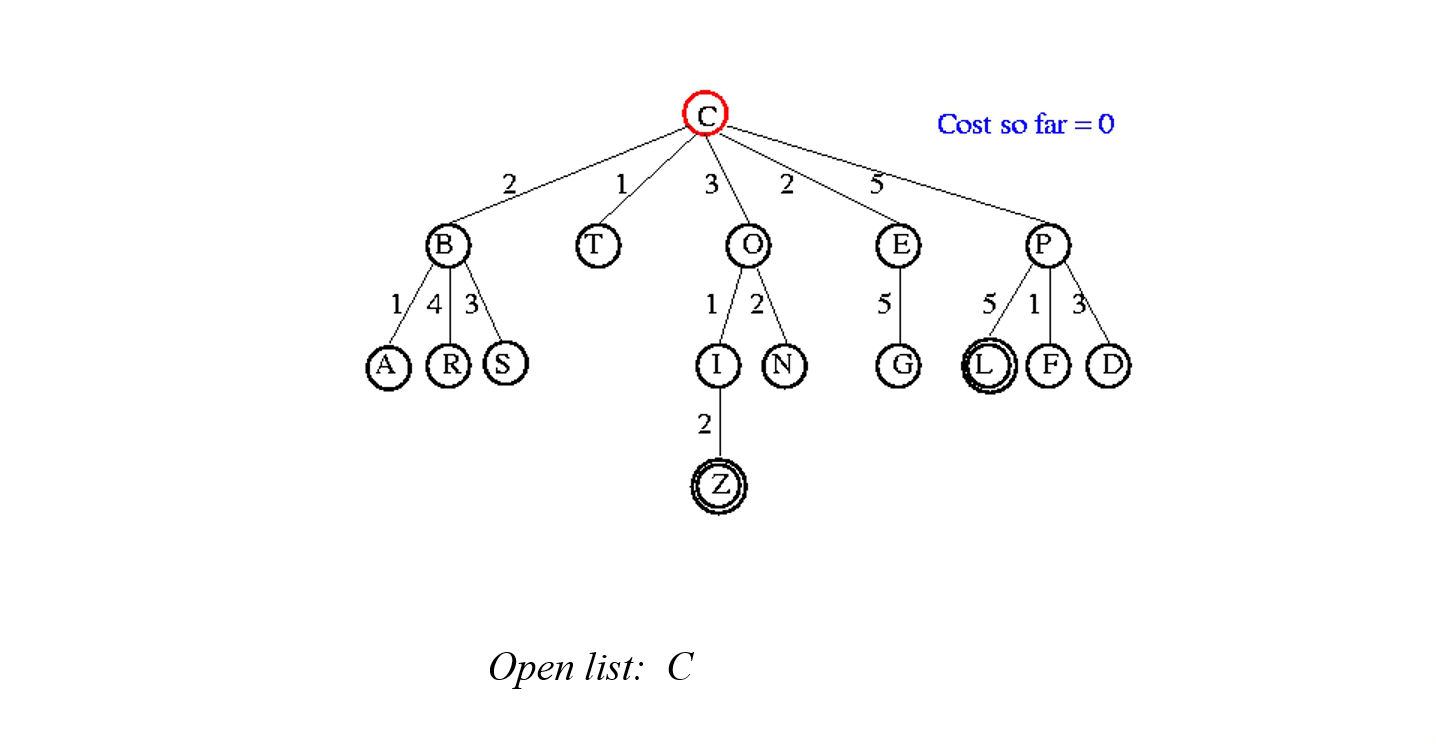 C
Cost so far = 0
2 1 3 2 5
B T O E P
1 4 3 1 2 5 5 1 3
A R S I N G L F D
2
Z
Open list: C